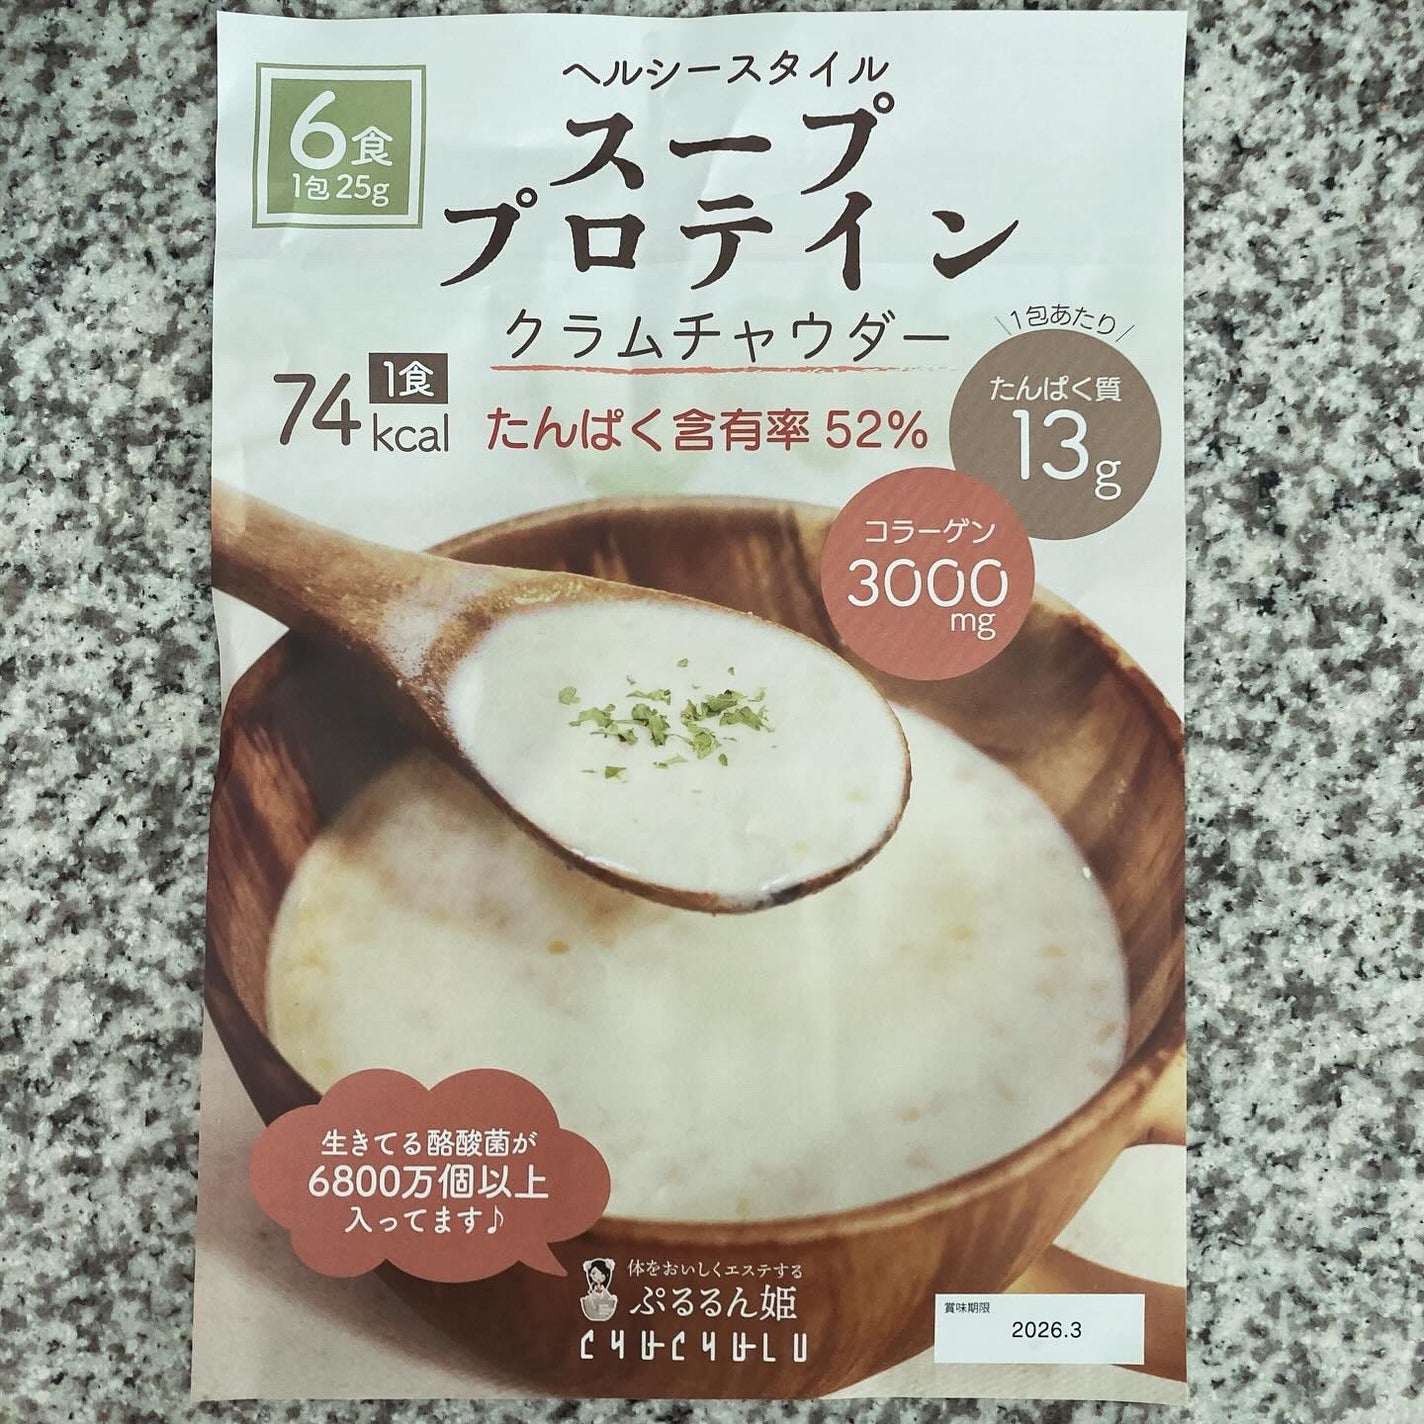 6食
1包25g
ヘルシースタイル
スープ
プロテイン
クラムチャウダー
1食
74kcal
たんぱく含有率 52%
1包あたり
たんぱく質
13g
コラーゲン
3000
mg
生きてる酪酸菌が
6800万個以上
入ってます♪
体をおいしくエステする
ぷるるん姫
賞味期限
2026.3